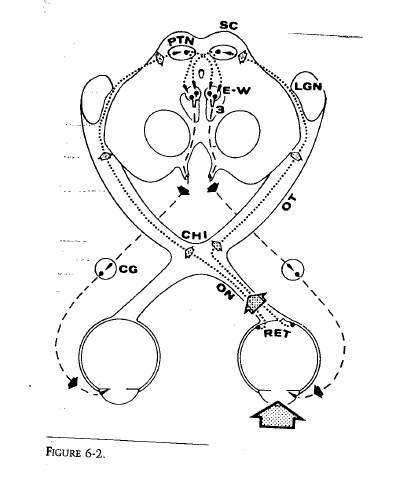 SC
PTN
E-W
LGN
3
OT
CHI
CG
ON
RET
FIGURE 6-2.